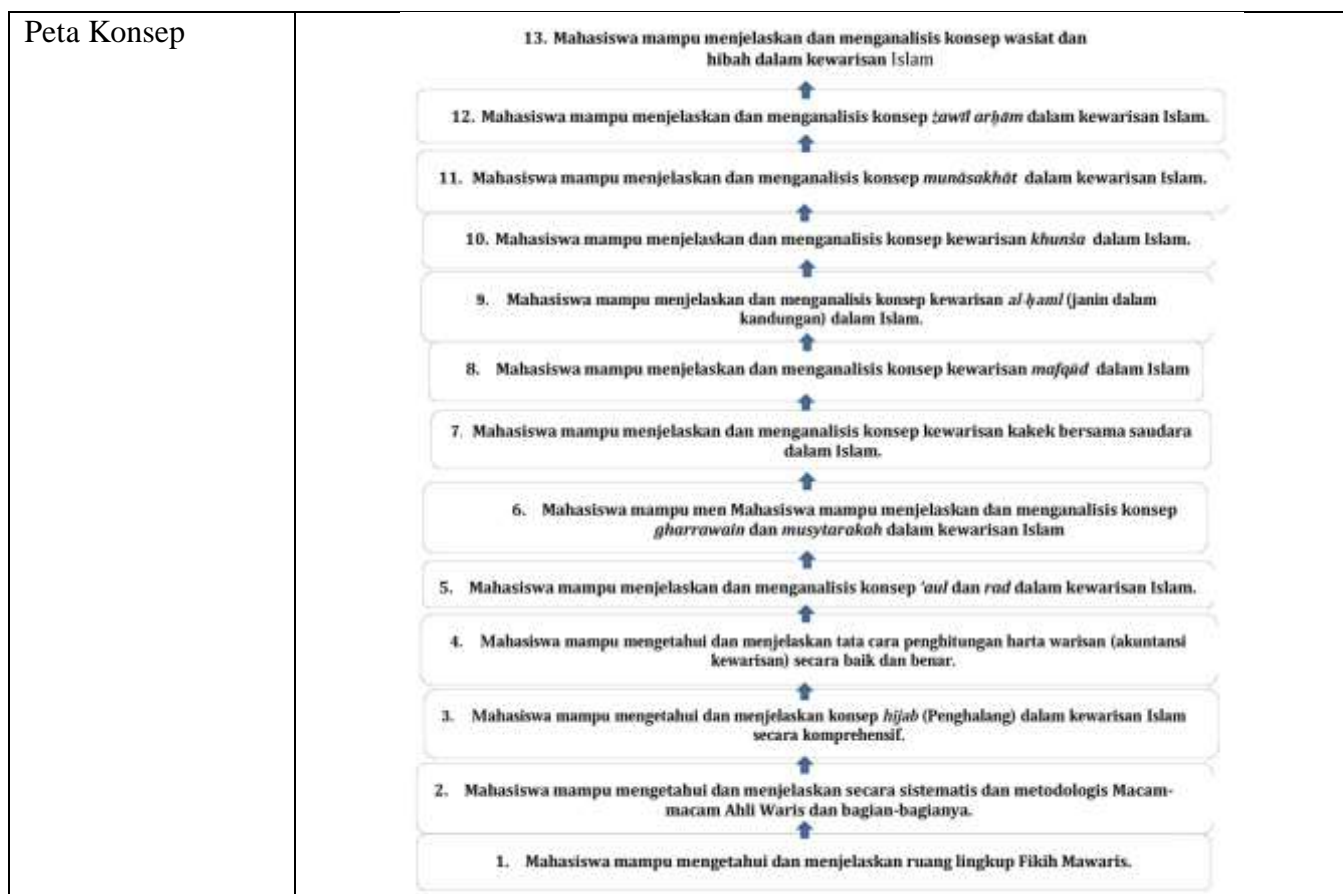 Peta Konsep
13. Mahasiswa mampu menjelaskan dan menganalisis konsep wasiat dan
hibah dalam kewarisan Islam
12. Mahasiswa mampu menjelaskan dan menganalisis konsep żawīl arḥām dalam kewarisan Islam.
11. Mahasiswa mampu menjelaskan dan menganalisis konsep munāsakhāt dalam kewarisan Islam.
10. Mahasiswa mampu menjelaskan dan menganalisis konsep kewarisan khunśa dalam Islam.
9. Mahasiswa mampu menjelaskan dan menganalisis konsep kewarisan al-ḥaml (janin dalam
kandungan) dalam Islam.
8. Mahasiswa mampu menjelaskan dan menganalisis konsep kewarisan mafqūd dalam Islam
7. Mahasiswa mampu menjelaskan dan menganalisis konsep kewarisan kakek bersama saudara
dalam Islam.
6. Mahasiswa mampu men Mahasiswa mampu menjelaskan dan menganalisis konsep
gharrawain dan musytarakah dalam kewarisan Islam
5. Mahasiswa mampu menjelaskan dan menganalisis konsep 'aul dan rad dalam kewarisan Islam.
4. Mahasiswa mampu mengetahui dan menjelaskan tata cara penghitungan harta warisan (akuntansi
kewarisan) secara baik dan benar.
3. Mahasiswa mampu mengetahui dan menjelaskan konsep hijab (Penghalang) dalam kewarisan Islam
secara komprehensif.
2. Mahasiswa mampu mengetahui dan menjelaskan secara sistematis dan metodologis Macam-
macam Ahli Waris dan bagian-bagianya.
1. Mahasiswa mampu mengetahui dan menjelaskan ruang lingkup Fikih Mawaris.